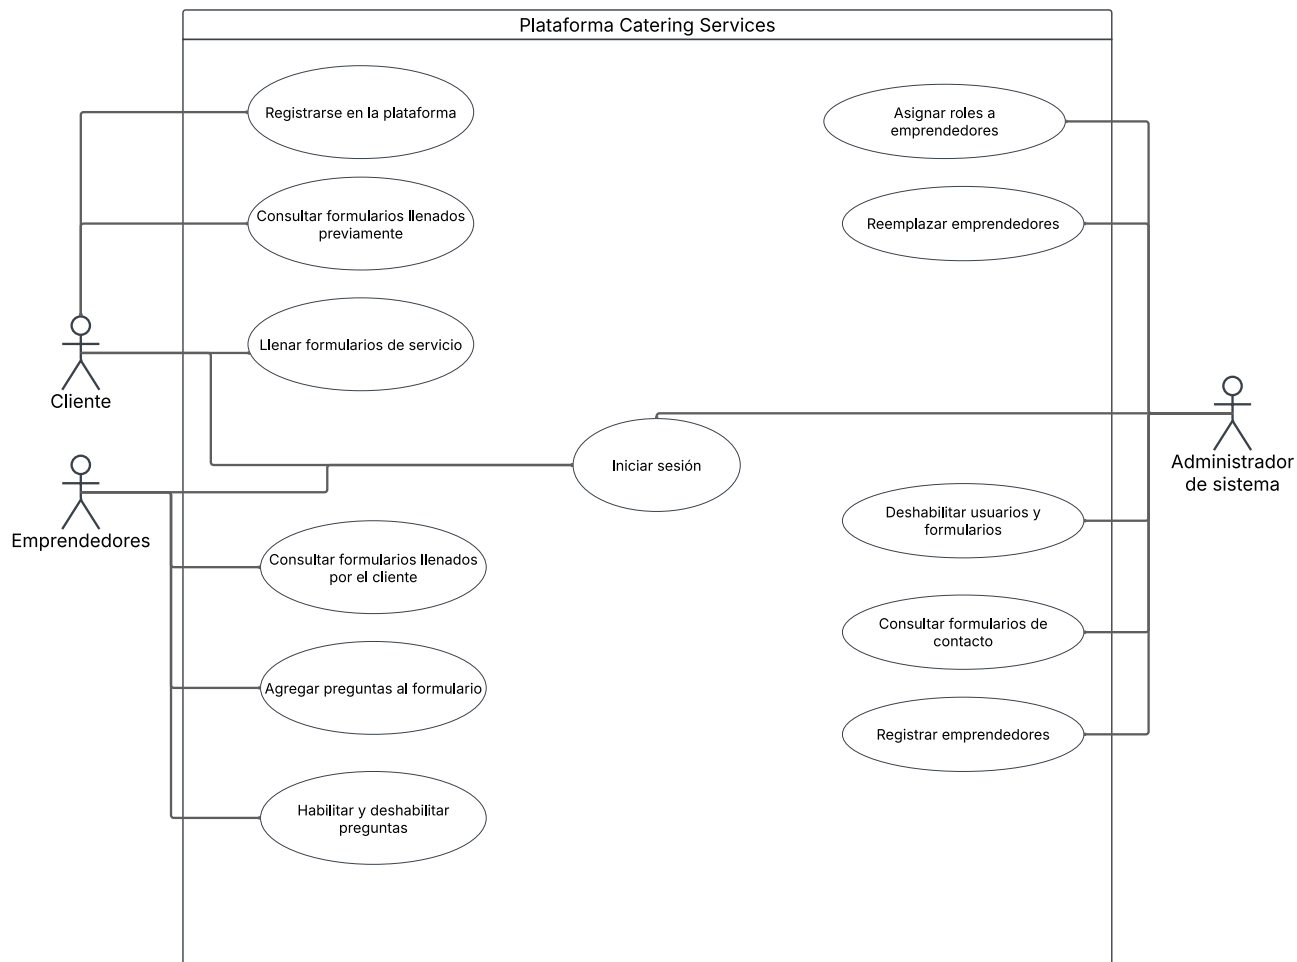 Plataforma Catering Services
Registrarse en la plataforma
Asignar roles a
emprendedores
Consultar formularios llenados
previamente
Reemplazar emprendedores
Llenar formularios de servicio
Cliente
Iniciar sesión
Administrador
de sistema
Emprendedores
Deshabilitar usuarios y
formularios
Consultar formularios llenados
por el cliente
Consultar formularios de
contacto
Agregar preguntas al formulario
Registrar emprendedores
Habilitar y deshabilitar
preguntas